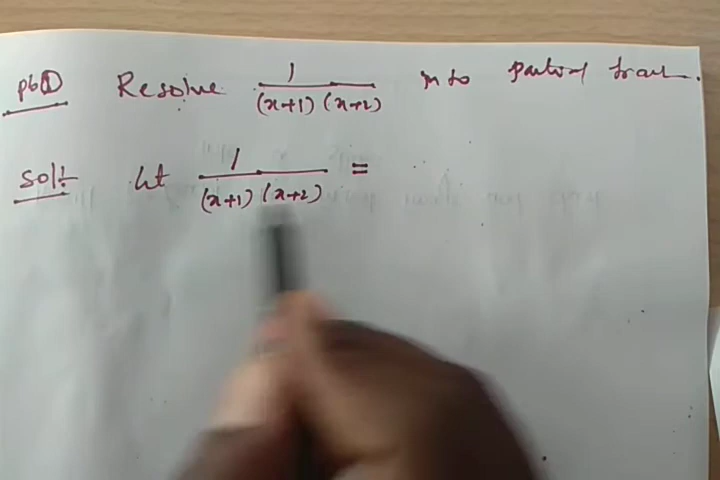 pb① Resolve 1/(x+1)(x+2) into partial fract.
Sol:- Let 1/(x+1)(x+2) =